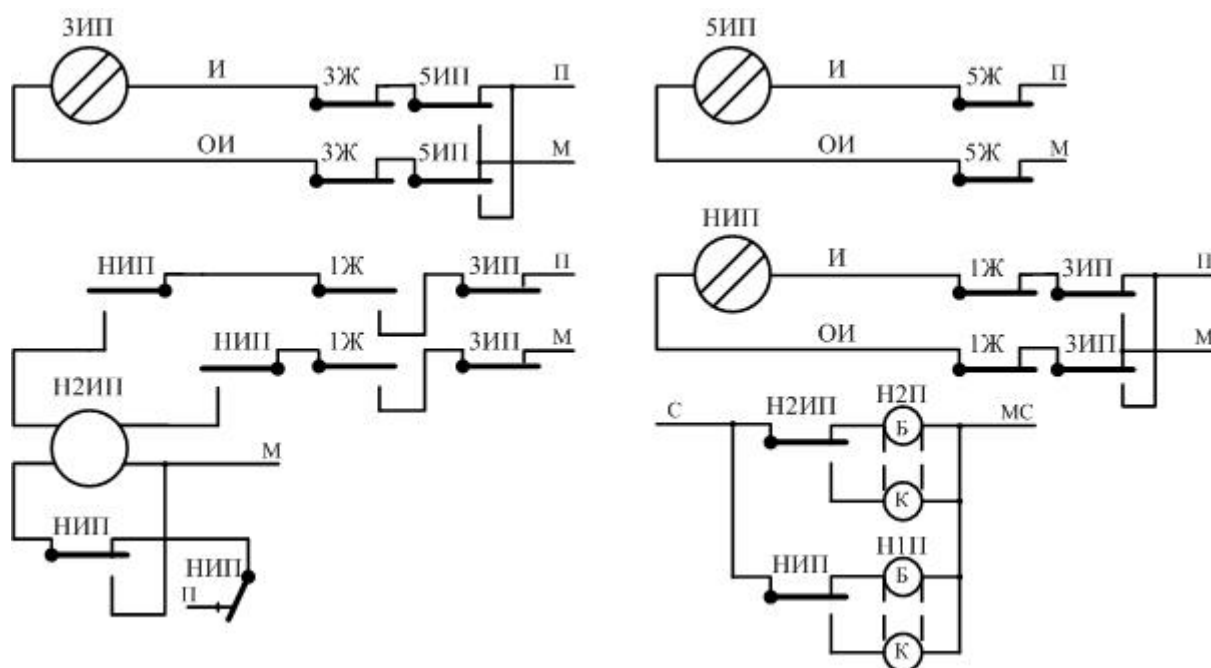 3ИП
И
3Ж
5ИП
П
ОИ
3Ж
5ИП
М
5ИП
И
5Ж
П
ОИ
5Ж
М
НИП
1Ж
3ИП
П
НИП
1Ж
3ИП
М
Н2ИП
М
НИП
НИП
П
НИП
И
1Ж
3ИП
П
ОИ
1Ж
3ИП
М
С
Н2ИП
Н2П
Б
МС
К
НИП
Н1П
Б
К